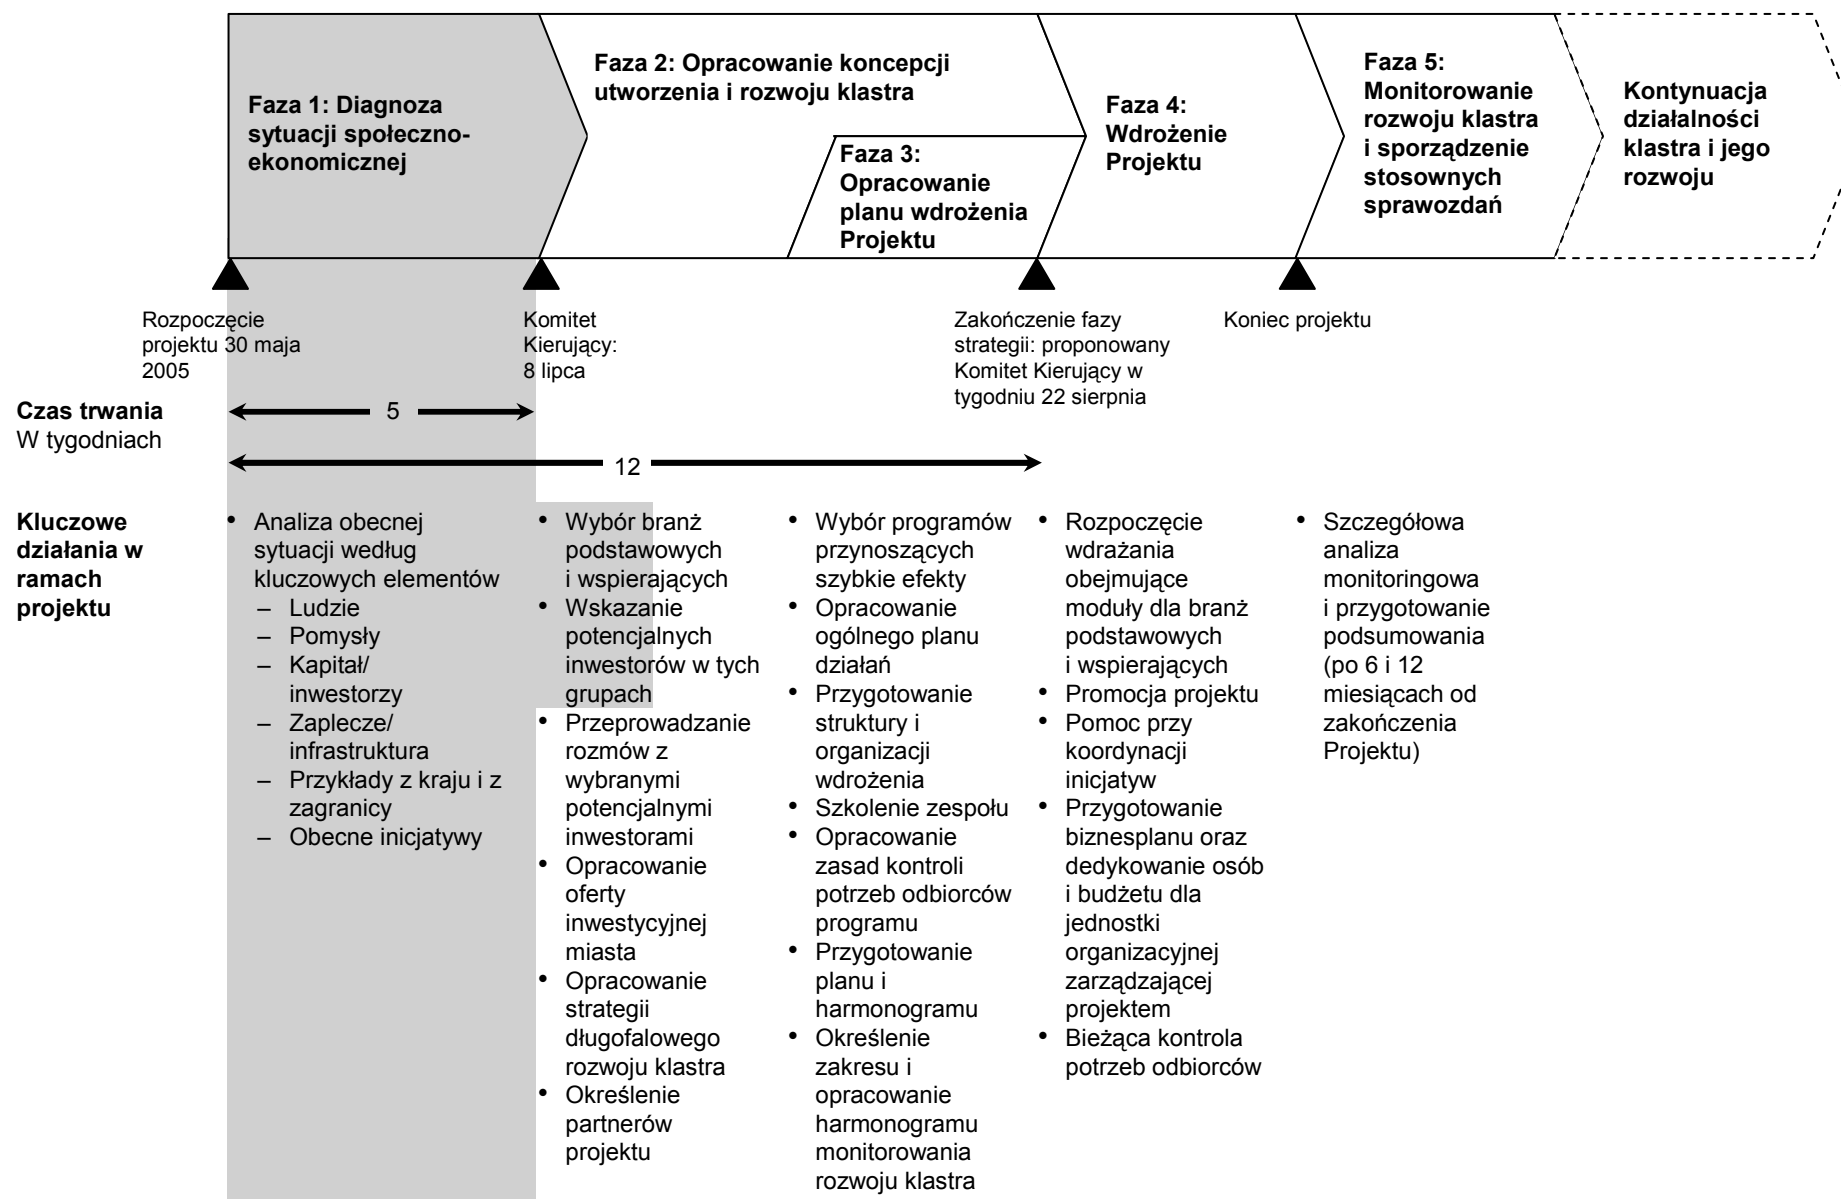 Faza 1: Diagnoza
sytuacji społeczno-
ekonomicznej
Faza 2: Opracowanie koncepcji
utworzenia i rozwoju klastra
Faza 3:
Opracowanie
planu wdrożenia
Projektu
Faza 4:
Wdrożenie
Projektu
Faza 5:
Monitorowanie
rozwoju klastra
i sporządzenie
stosownych
sprawozdań
Kontynuacja
działalności
klastra i jego
rozwoju
Rozpoczęcie
projektu 30 maja
2005
Komitet
Kierujący:
8 lipca
Zakończenie fazy
strategii: proponowany
Komitet Kierujący w
tygodniu 22 sierpnia
Koniec projektu
Czas trwania
W tygodniach
5
12
Kluczowe
działania w
ramach
projektu
• Analiza obecnej
sytuacji według
kluczowych elementów
– Ludzie
– Pomysły
– Kapitał/
inwestorzy
– Zaplecze/
infrastruktura
– Przykłady z kraju i z
zagranicy
– Obecne inicjatywy
• Wybór branż
podstawowych
i wspierających
• Wskazanie
potencjalnych
inwestorów w tych
grupach
• Przeprowadzanie
rozmów z
wybranymi
potencjalnymi
inwestorami
• Opracowanie
oferty
inwestycyjnej
miasta
• Opracowanie
strategii
długofalowego
rozwoju klastra
• Określenie
partnerów
projektu
• Wybór programów
przynoszących
szybkie efekty
• Opracowanie
ogólnego planu
działań
• Przygotowanie
struktury i
organizacji
wdrożenia
• Szkolenie zespołu
• Opracowanie
zasad kontroli
potrzeb odbiorców
programu
• Przygotowanie
planu i
harmonogramu
• Określenie
zakresu i
opracowanie
harmonogramu
monitorowania
rozwoju klastra
• Rozpoczęcie
wdrażania
obejmujące
moduły dla branż
podstawowych
i wspierających
• Promocja projektu
• Pomoc przy
koordynacji
inicjatyw
• Przygotowanie
biznesplanu oraz
dedykowanie osób
i budżetu dla
jednostki
organizacyjnej
zarządzającej
projektem
• Bieżąca kontrola
potrzeb odbiorców
• Szczegółowa
analiza
monitoringowa
i przygotowanie
podsumowania
(po 6 i 12
miesiącach od
zakończenia
Projektu)